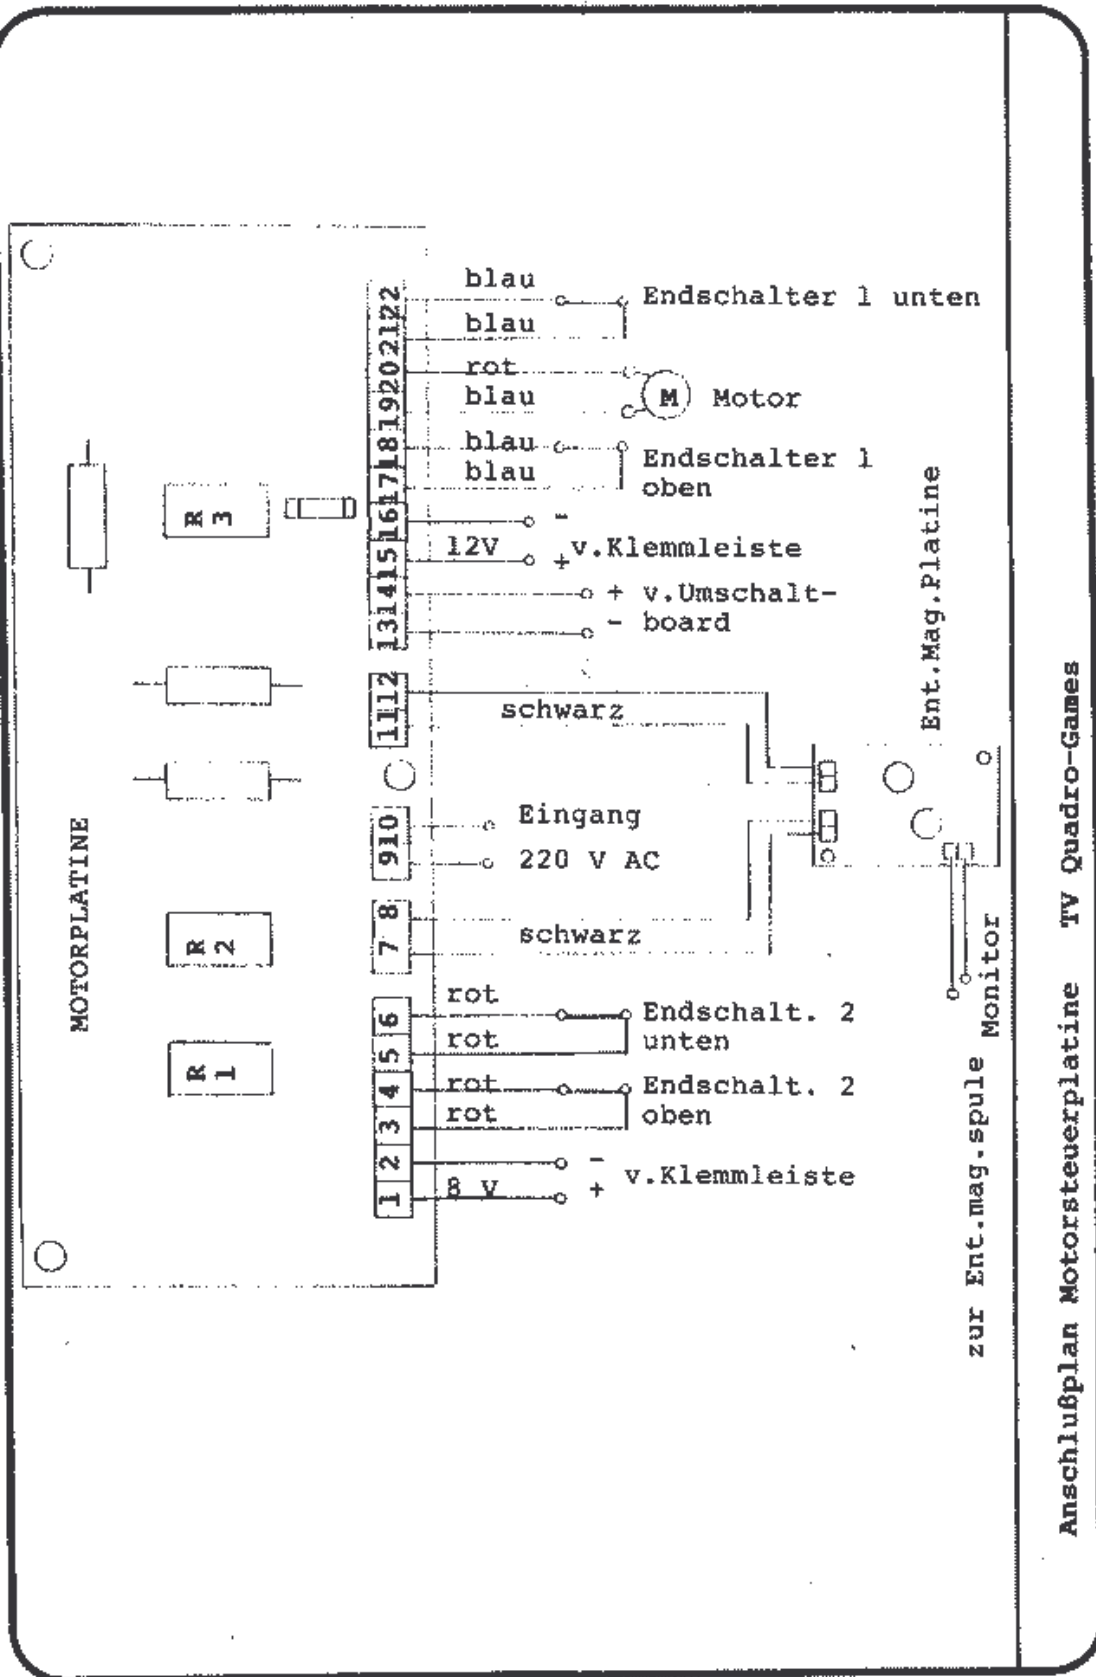 MOTORPLATINE
R
3
R
2
R
1
22
21
20
19
18
17
16
15
14
13
12
11
10
9
8
7
6
5
4
3
2
1
blau
Endschalter 1 unten
blau
rot
M Motor
blau
blau
Endschalter 1
blau
oben
-
12V
+ v.Klemmleiste
+ v.Umschalt-
- board
schwarz
Eingang
220 V AC
schwarz
rot
Endschalt. 2
rot
unten
rot
Endschalt. 2
rot
oben
-
v.Klemmleiste
8 V
+
Ent.Mag.Platine
zur Ent.mag.spule Monitor
Anschlußplan Motorsteuerplatine TV Quadro-Games